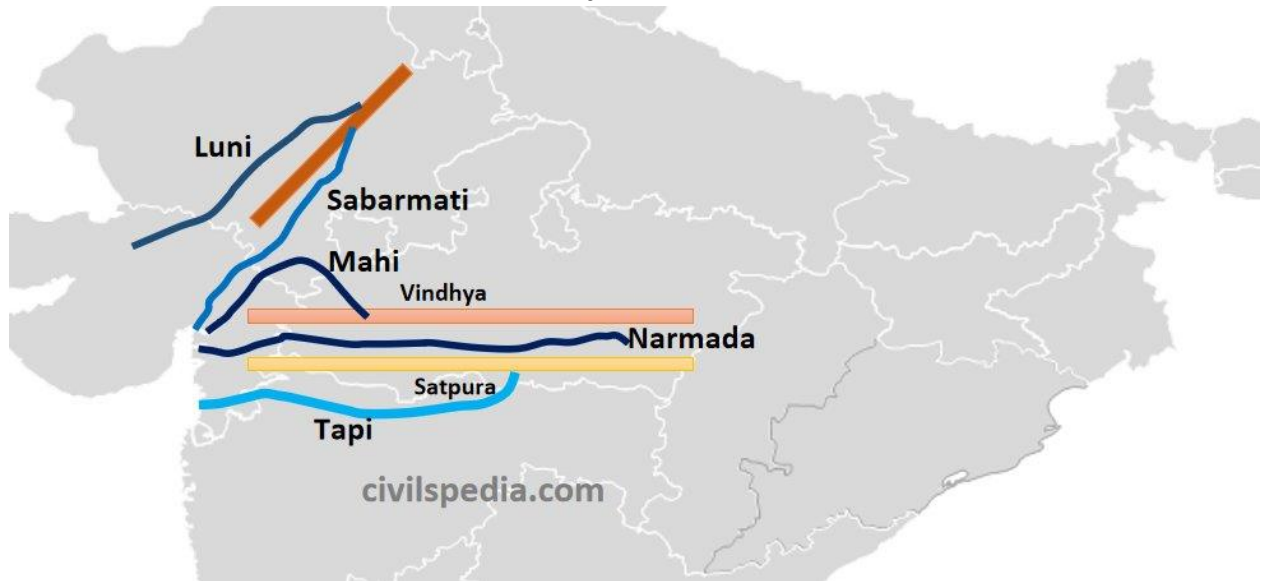 Luni
Sabarmati
Mahi
Vindhya
Narmada
Satpura
Tapi
civilspedia.com